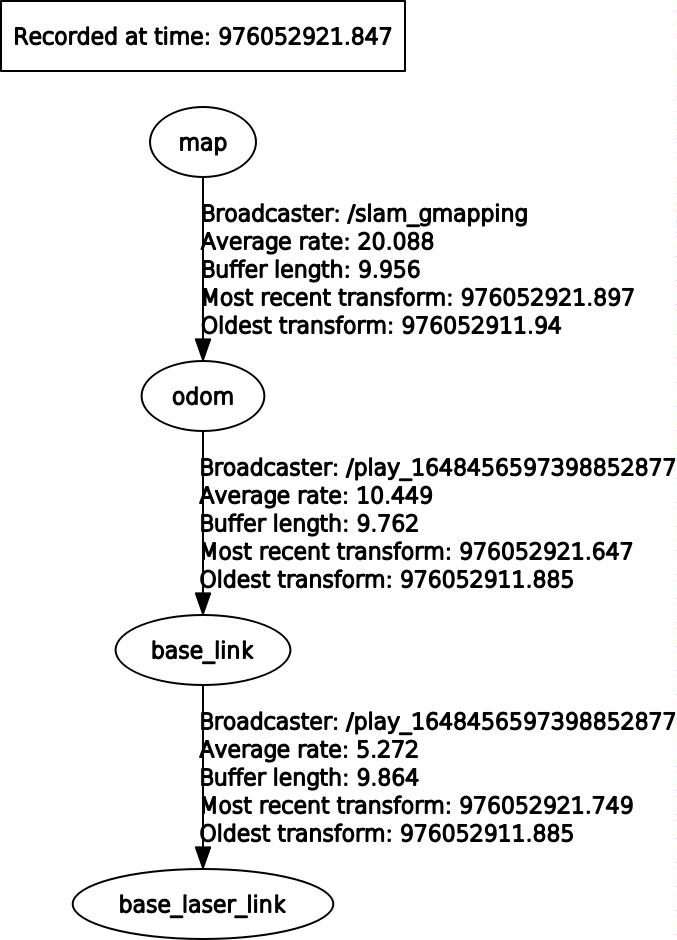 Recorded at time: 976052921.847
map
Broadcaster: /slam_gmapping
Average rate: 20.088
Buffer length: 9.956
Most recent transform: 976052921.897
Oldest transform: 976052911.94
odom
Broadcaster: /play_1648456597398852877
Average rate: 10.449
Buffer length: 9.762
Most recent transform: 976052921.647
Oldest transform: 976052911.885
base_link
Broadcaster: /play_1648456597398852877
Average rate: 5.272
Buffer length: 9.864
Most recent transform: 976052921.749
Oldest transform: 976052911.885
base_laser_link